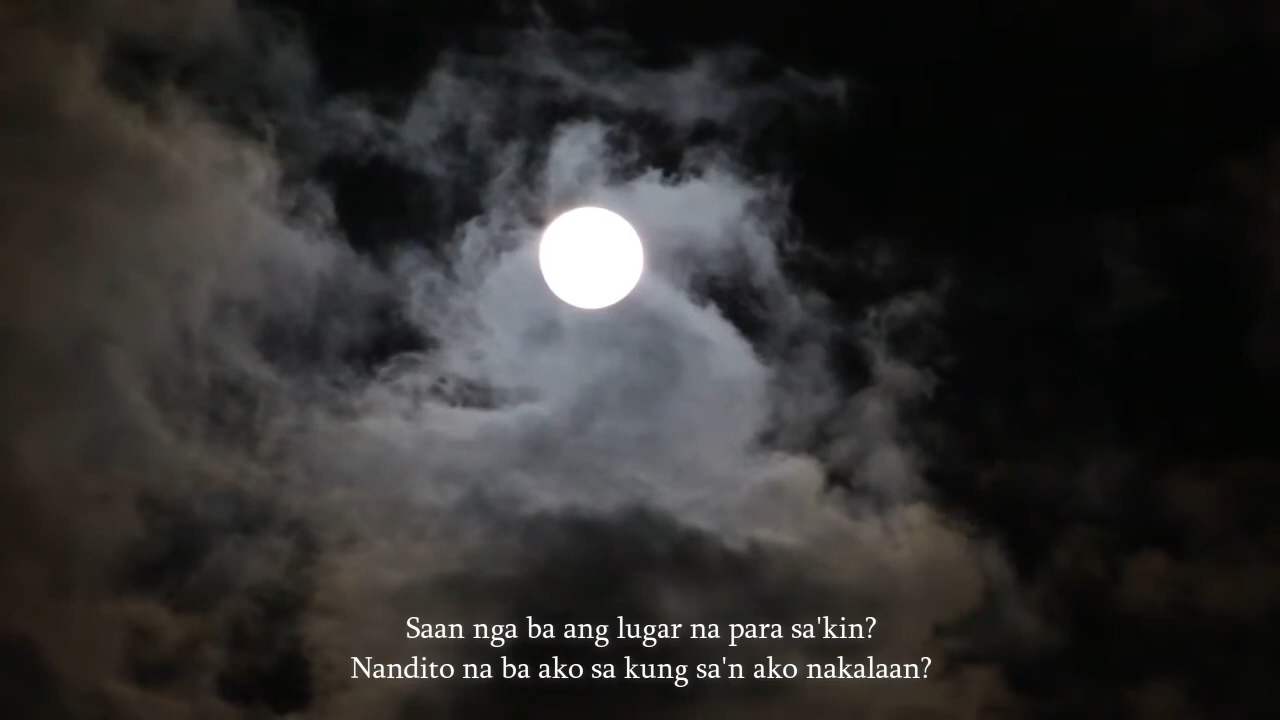 Saan nga ba ang lugar na para sa'kin?
Nandito na ba ako sa kung sa'n ako nakalaan?